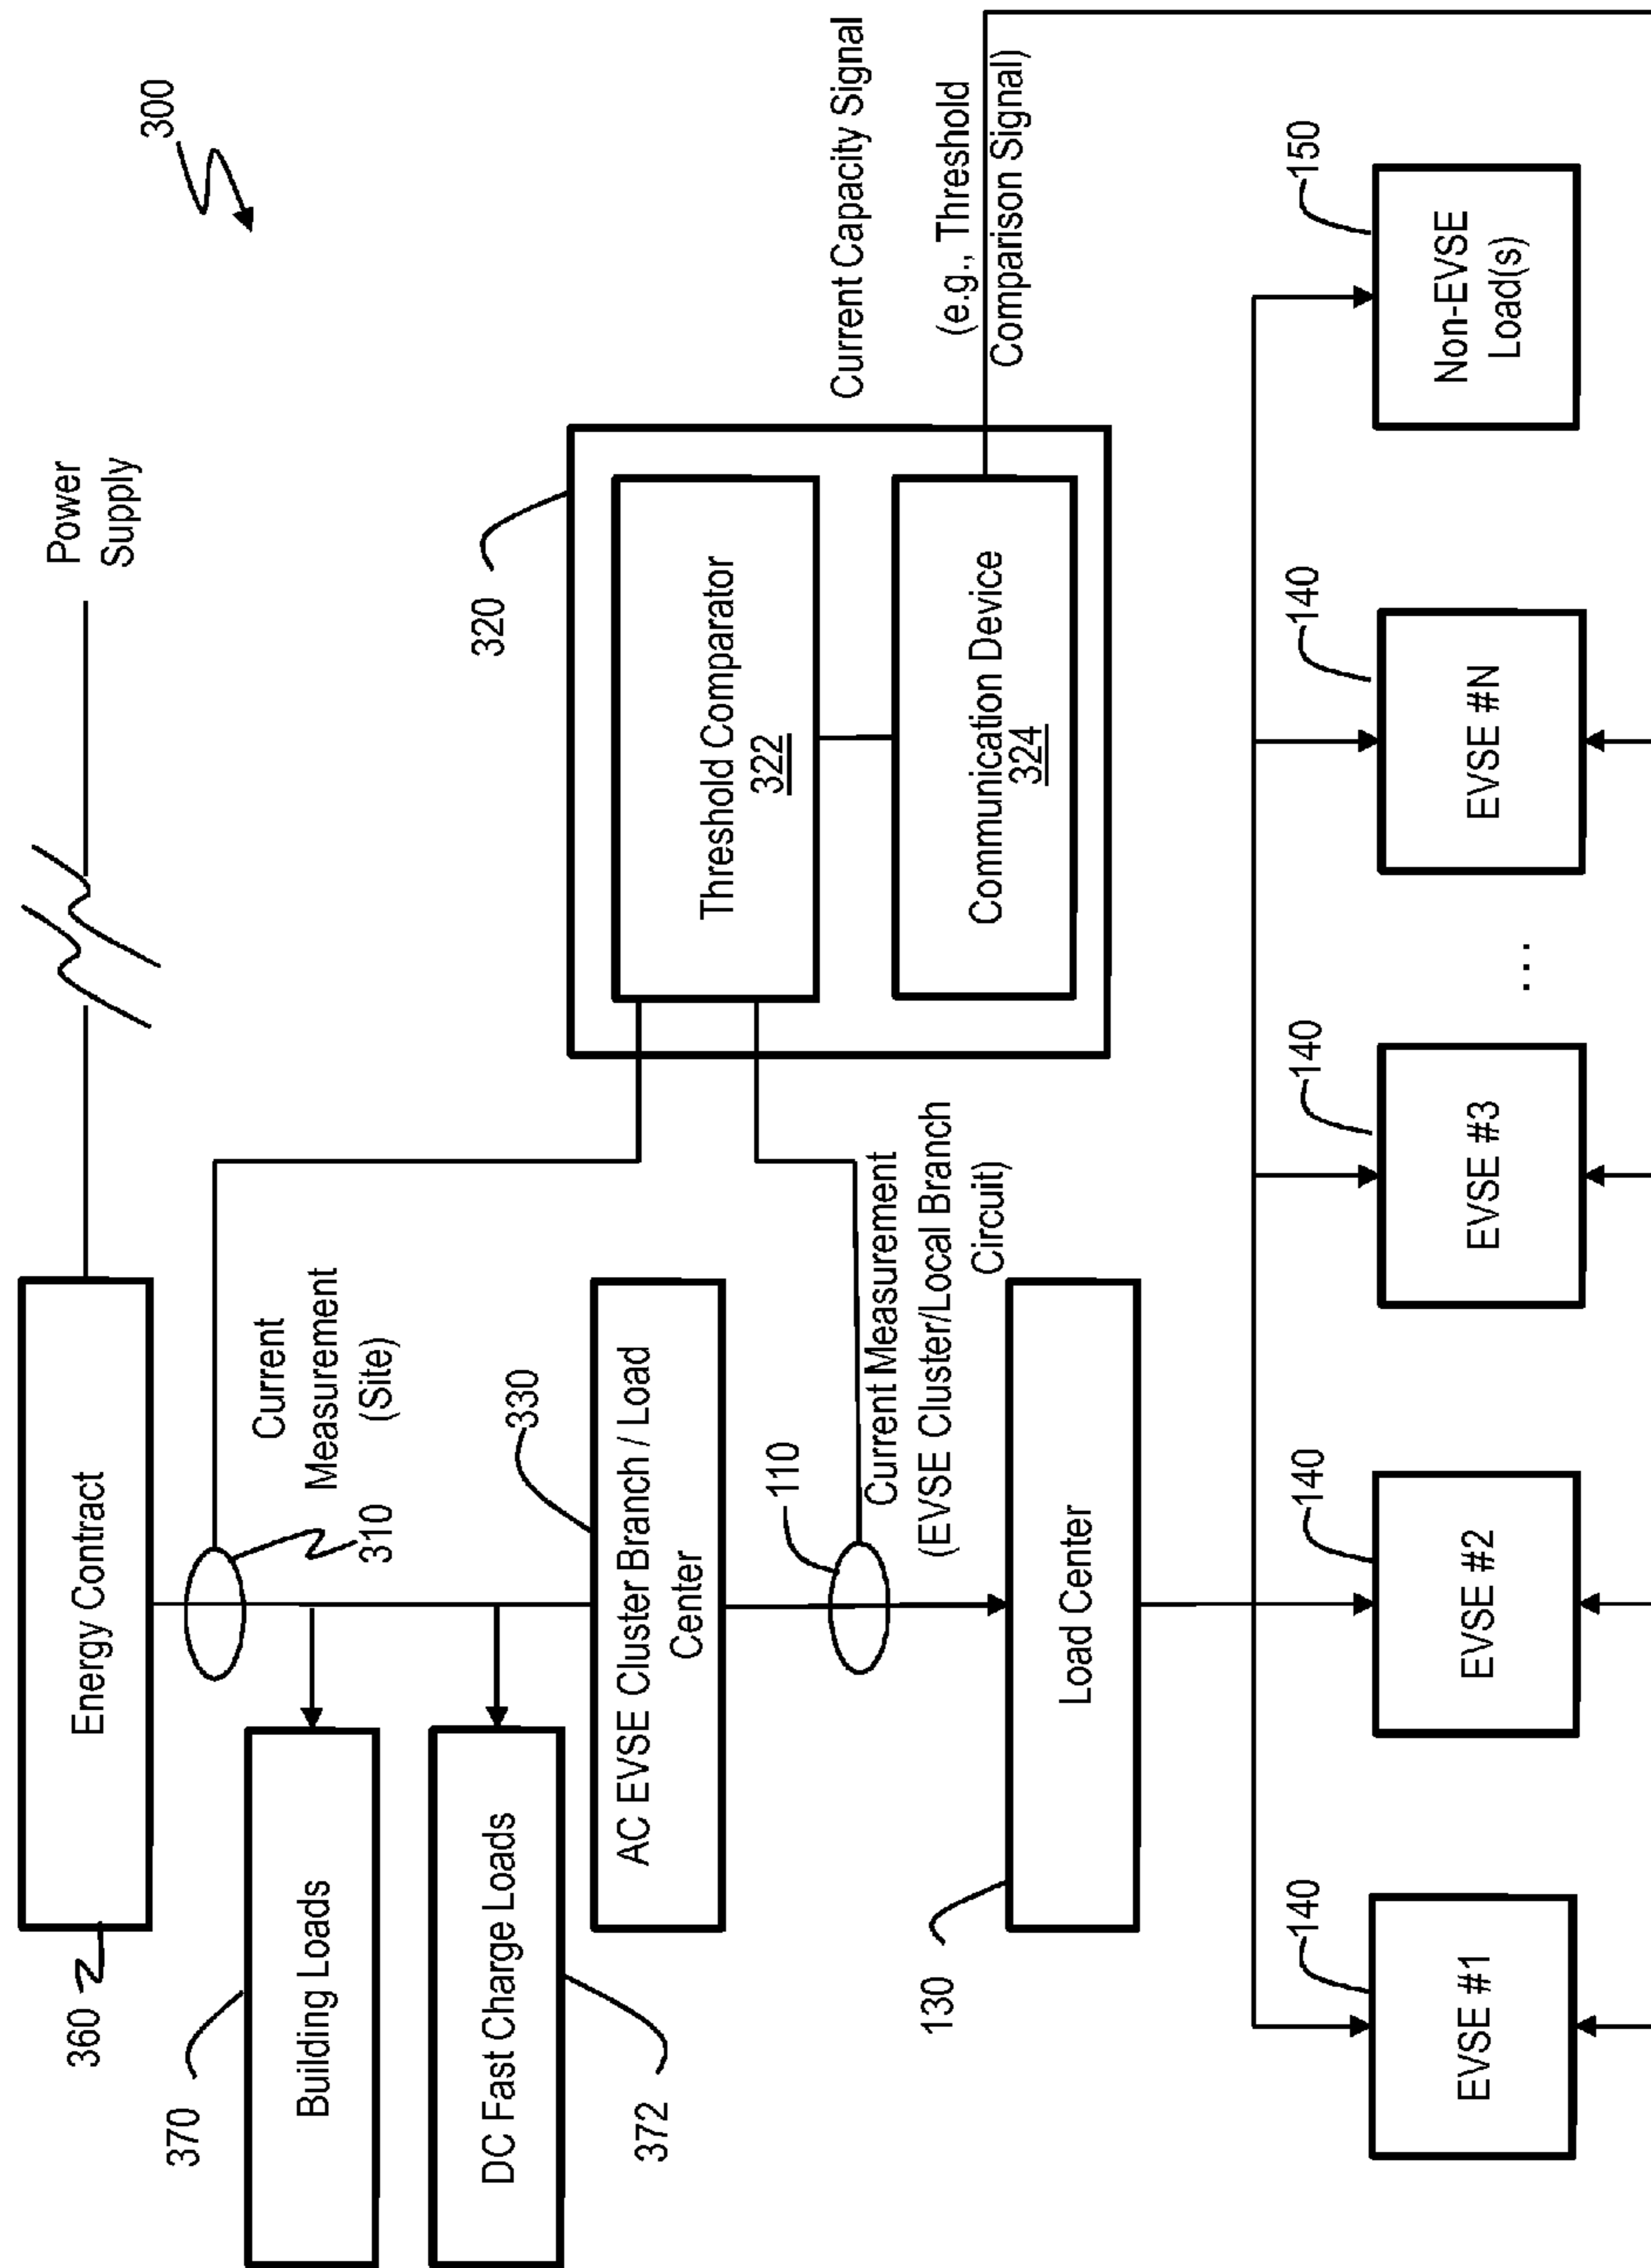 300
Power
Supply
Energy Contract
360
Current
Measurement
(Site)
310
Building Loads
370
DC Fast Charge Loads
372
AC EVSE Cluster Branch / Load
Center
330
320
Threshold Comparator
322
Communication Device
324
Current Capacity Signal
(e.g., Threshold
Comparison Signal)
110
Current Measurement
(EVSE Cluster/Local Branch
Circuit)
Load Center
130
140
EVSE #1
140
EVSE #2
140
EVSE #3
...
140
EVSE #N
150
Non-EVSE
Load(s)